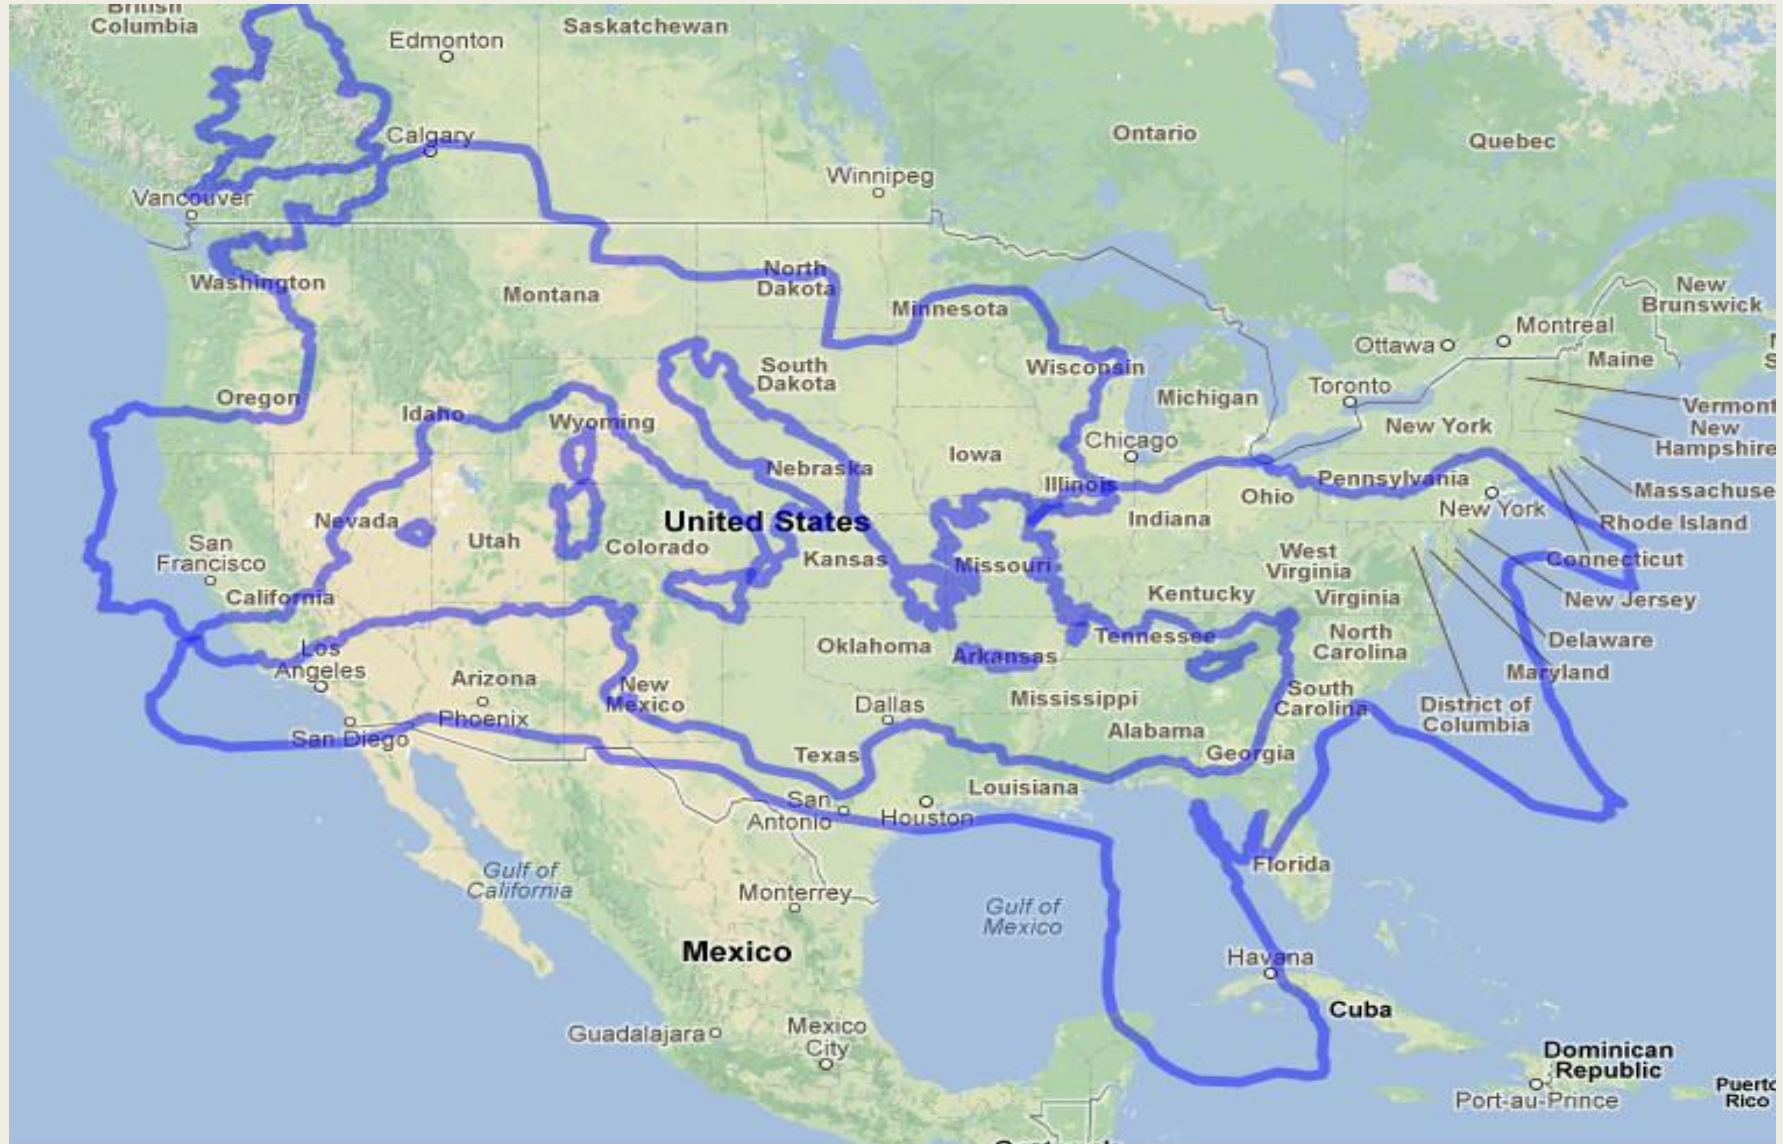 British
Columbia
Edmonton
Saskatchewan
Calgary
Ontario
Quebec
Winnipeg
Vancouver
Washington
Montana
North
Dakota
Minnesota
New
Brunswick
Ottawa
Montreal
Maine
Oregon
Idaho
Wyoming
South
Dakota
Wisconsin
Michigan
Toronto
New York
Vermont
New
Hampshire
Nebraska
Iowa
Chicago
Illinois
Ohio
Pennsylvania
New York
Massachuse
Rhode Island
Connecticut
New Jersey
Delaware
Maryland
District of
Columbia
Nevada
Utah
United States
Colorado
Kansas
Missouri
Indiana
West
Virginia
Kentucky
Virginia
San
Francisco
California
Los
Angeles
Arizona
Phoenix
San Diego
New
Mexico
Oklahoma
Arkansas
Tennessee
North
Carolina
South
Carolina
Dallas
Mississippi
Alabama
Georgia
Texas
Louisiana
San
Antonio
Houston
Florida
Gulf of
California
Monterrey
Gulf of
Mexico
Mexico
Havana
Cuba
Guadalajara
Mexico
City
Dominican
Republic
Port-au-Prince
Puerto
Rico